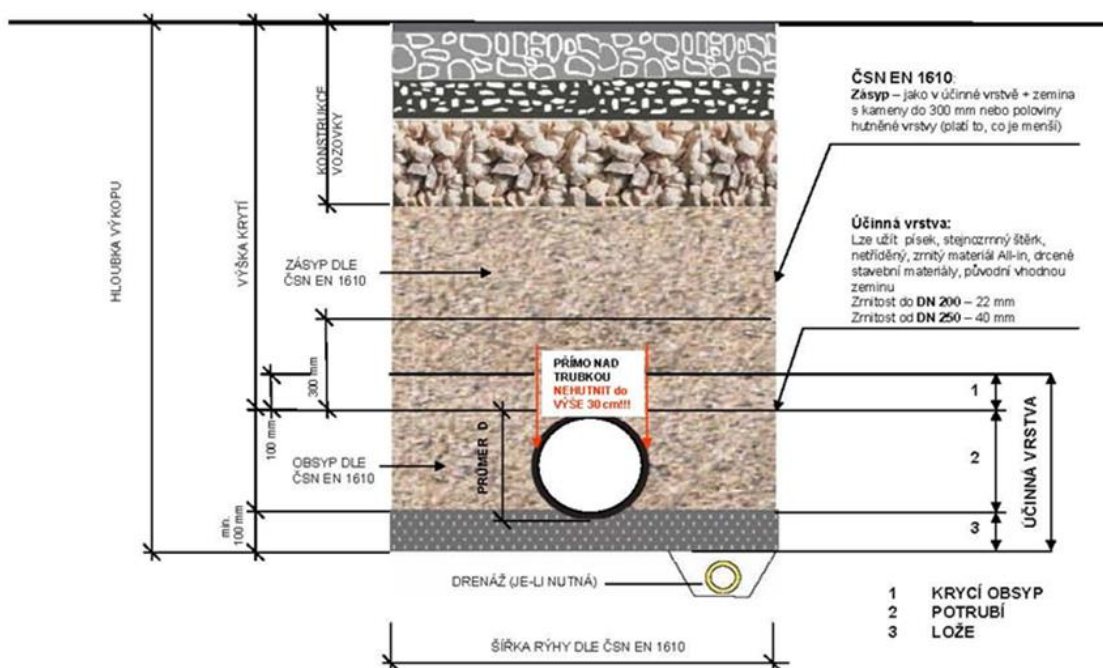 HLOUBKA VÝKOPU
VÝŠKA KRYTÍ
KONSTRUKCE
VOZOVKY
ZÁSYP DLE
ČSN EN 1610
300 mm
100 mm
OBSYP DLE
ČSN EN 1610
min.
100 mm
PŘÍMO NAD
TRUBKOU
NEHUTNIT do
VÝŠE 30 cm!!!
PRŮMĚR D
DRENÁŽ (JE-LI NUTNÁ)
ŠÍŘKA RÝHY DLE ČSN EN 1610
ČSN EN 1610:
Zásyp – jako v účinné vrstvě + zemina
s kameny do 300 mm nebo poloviny
hutněné vrstvy (platí to, co je menší)
Účinná vrstva:
Lze užít písek, stejnozrnný štěrk,
netříděný, zrnitý materiál All-in, drcené
stavební materiály, původní vhodnou
zeminu
Zrnitost do DN 200 – 22 mm
Zrnitost od DN 250 – 40 mm
1
2
3
ÚČINNÁ VRSTVA
1 KRYCÍ OBSYP
2 POTRUBÍ
3 LOŽE